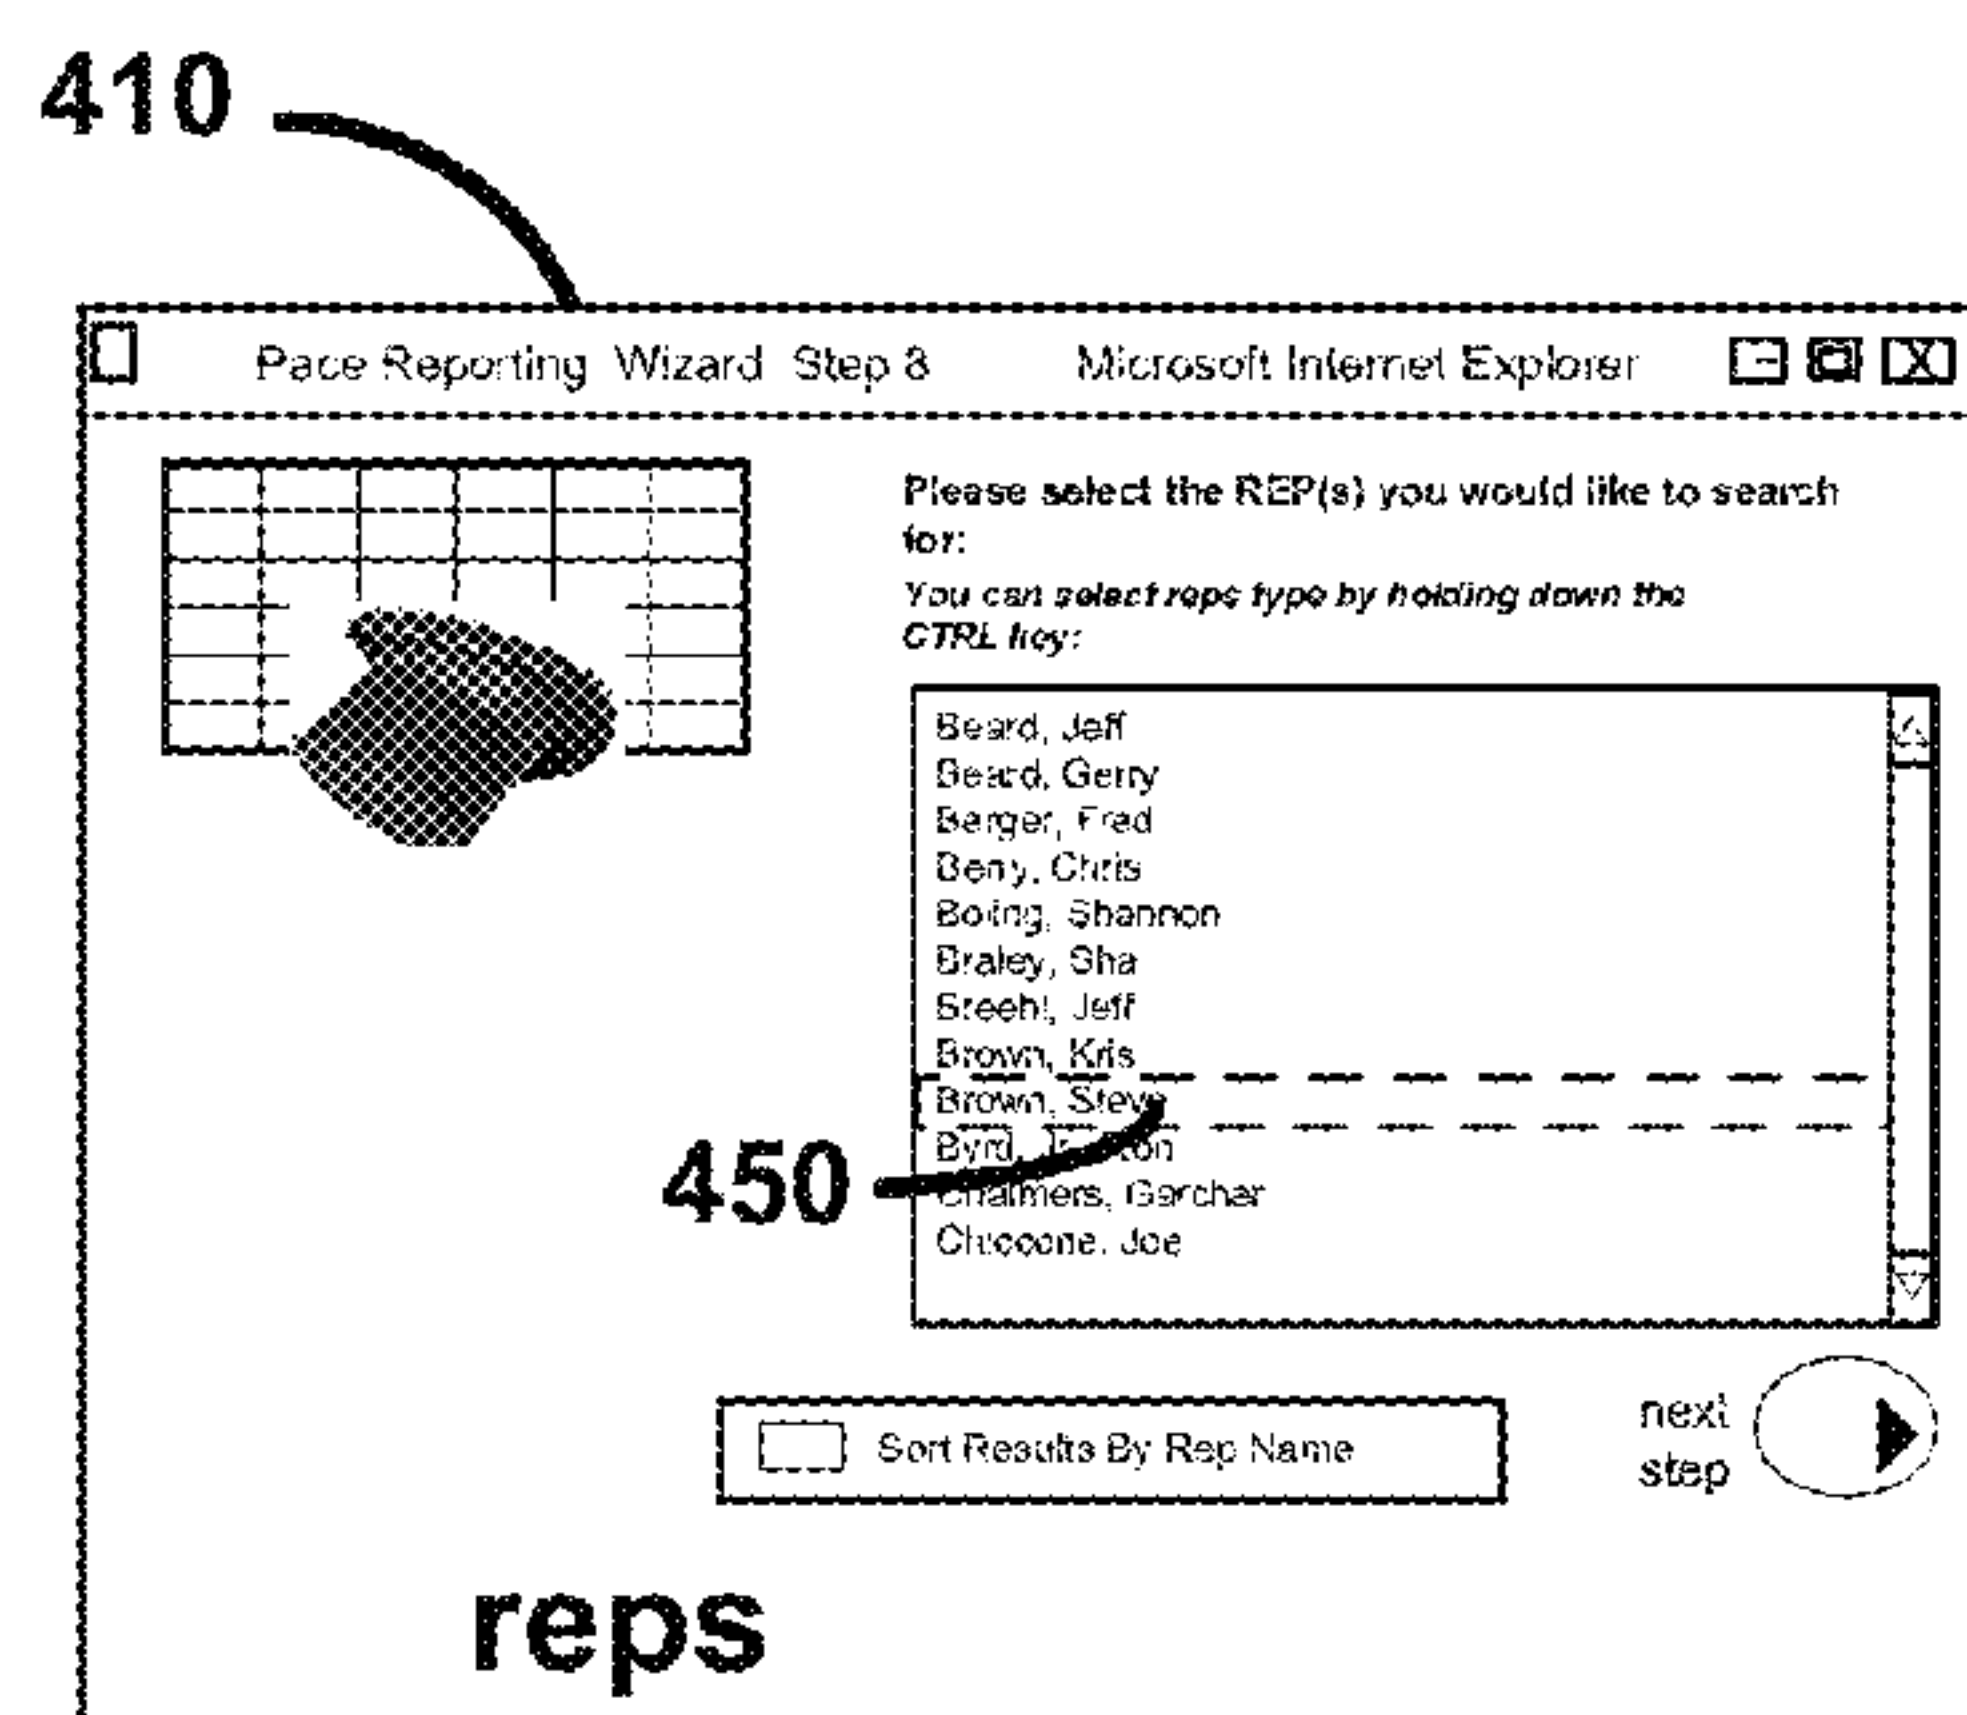 410
Pace Reporting Wizard Step 8 Microsoft Internet Explorer
Please select the REP(s) you would like to search
for:
You can select reps type by holding down the
CTRL key:
Beard, Jeff
Beard, Gerry
Berger, Fred
Berry, Chris
Boling, Shannon
Braley, Sha
Breehl, Jeff
Brown, Kris
Brown, Steve
Byrd,
450
Chalmers, Garchar
Joe
Sort Results By Rep Name
next
step
reps